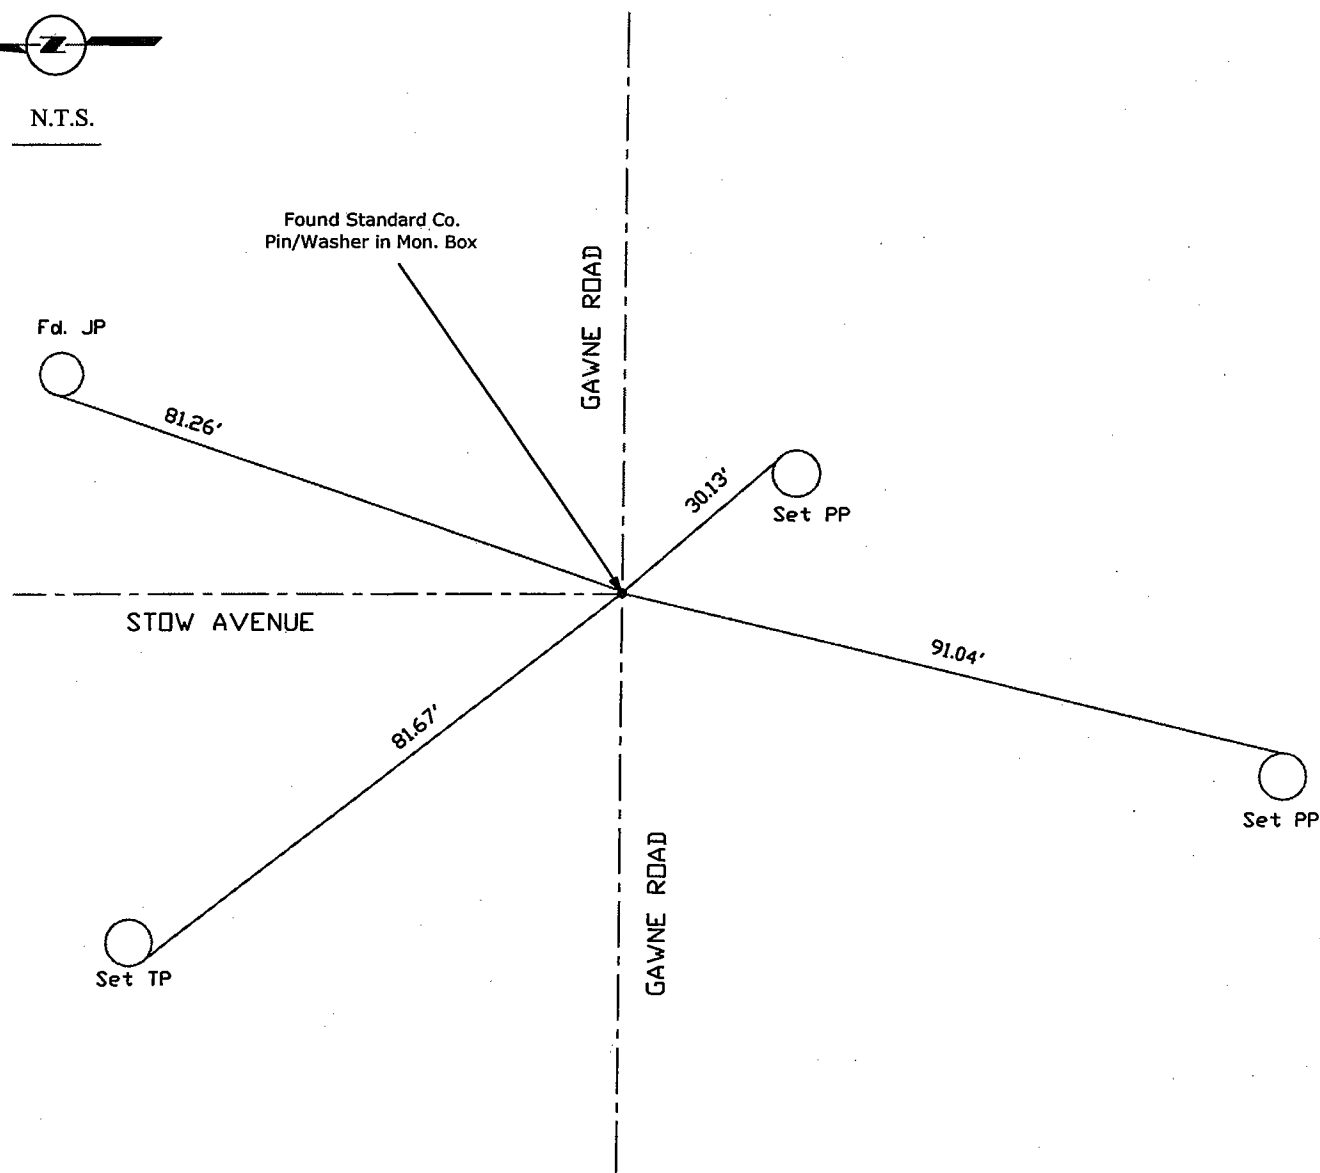 N.T.S.
Found Standard Co.
Pin/Washer in Mon. Box
GAWNE ROAD
Fd. JP
81.26'
30.13'
Set PP
STOW AVENUE
91.04'
81.67'
Set PP
GAWNE ROAD
Set TP